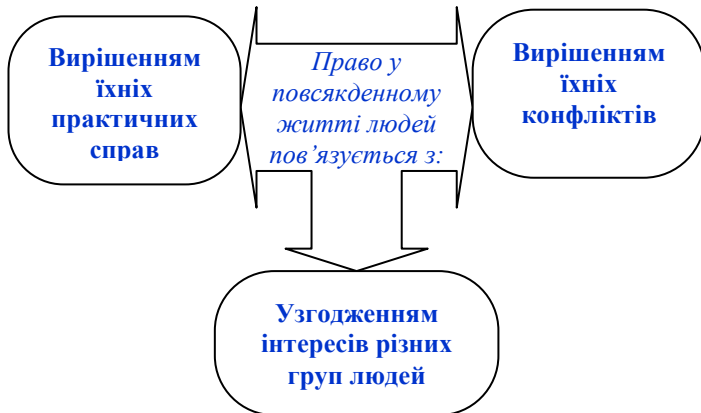 Вирішенням
їхніх
практичних
справ
Право у
повсякденному
житті людей
пов’язується з:
Вирішенням
їхніх
конфліктів
Узгодженням
інтересів різних
груп людей